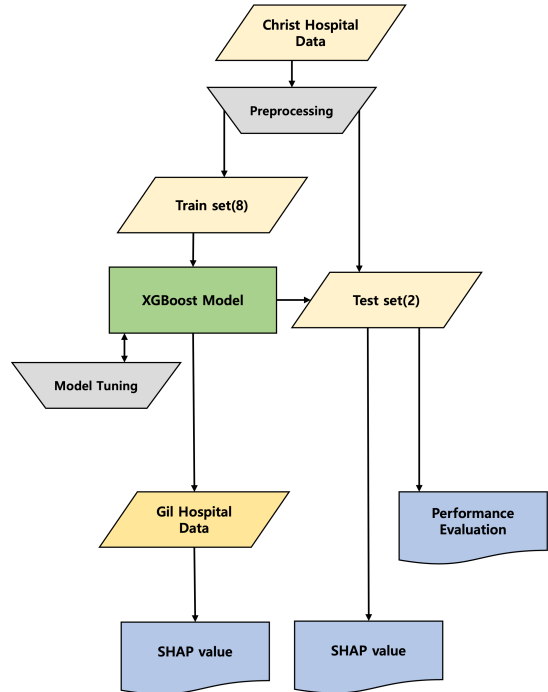 Christ Hospital
Data
Preprocessing
Train set(8)
XGBoost Model
Test set(2)
Model Tuning
Gil Hospital
Data
Performance
Evaluation
SHAP value
SHAP value